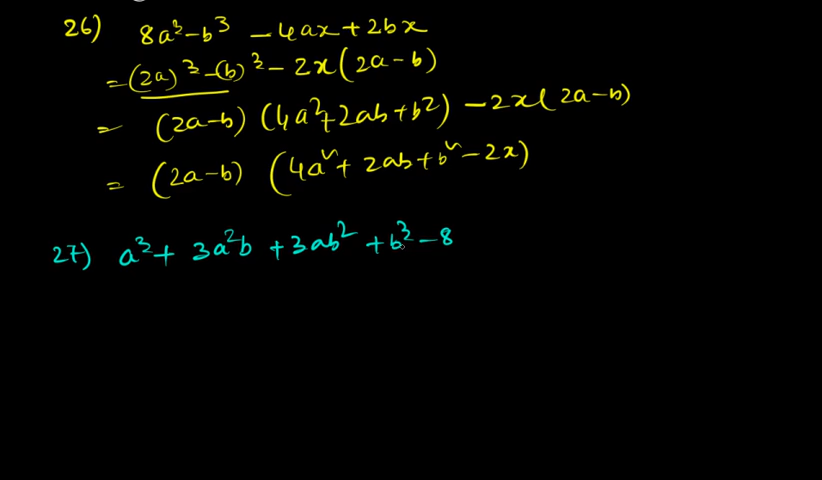 26) 8a³-b³ -4ax+2bx
=(2a)³-(b)³-2x(2a-b)
= (2a-b) (4a²+2ab+b²) -2x(2a-b)
= (2a-b) (4a²+2ab+b²-2x)
27) a³+3a²b+3ab²+b³-8